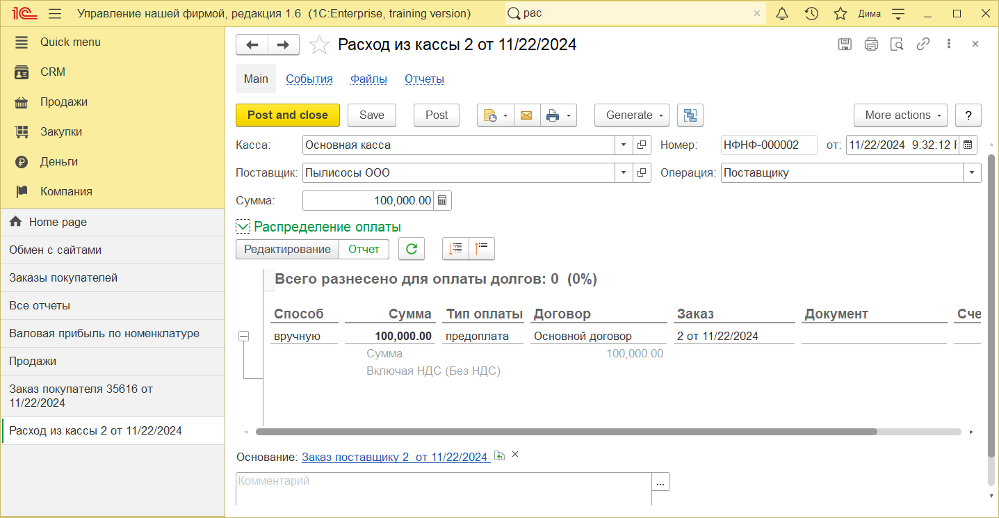 1С Управление нашей фирмой, редакция 1.6 (1C:Enterprise, training version) рас Дима
Quick menu
CRM
Продажи
Закупки
Деньги
Компания
Home page
Обмен с сайтами
Заказы покупателей
Все отчеты
Валовая прибыль по номенклатуре
Продажи
Заказ покупателя 35616 от
11/22/2024
Расход из кассы 2 от 11/22/2024
Расход из кассы 2 от 11/22/2024
Main События Файлы Отчеты
Post and close Save Post Generate More actions ?
Касса: Основная касса Номер: НФНФ-000002 от: 11/22/2024 9:32:12
Поставщик: Пылисосы ООО Операция: Поставщику
Сумма: 100,000.00
Распределение оплаты
Редактирование Отчет
Всего разнесено для оплаты долгов: 0 (0%)
Способ Сумма Тип оплаты Договор Заказ Документ Сче
вручную 100,000.00 предоплата Основной договор 2 от 11/22/2024
Сумма 100,000.00
Включая НДС (Без НДС)
Основание: Заказ поставщику 2 от 11/22/2024
Комментарий ...